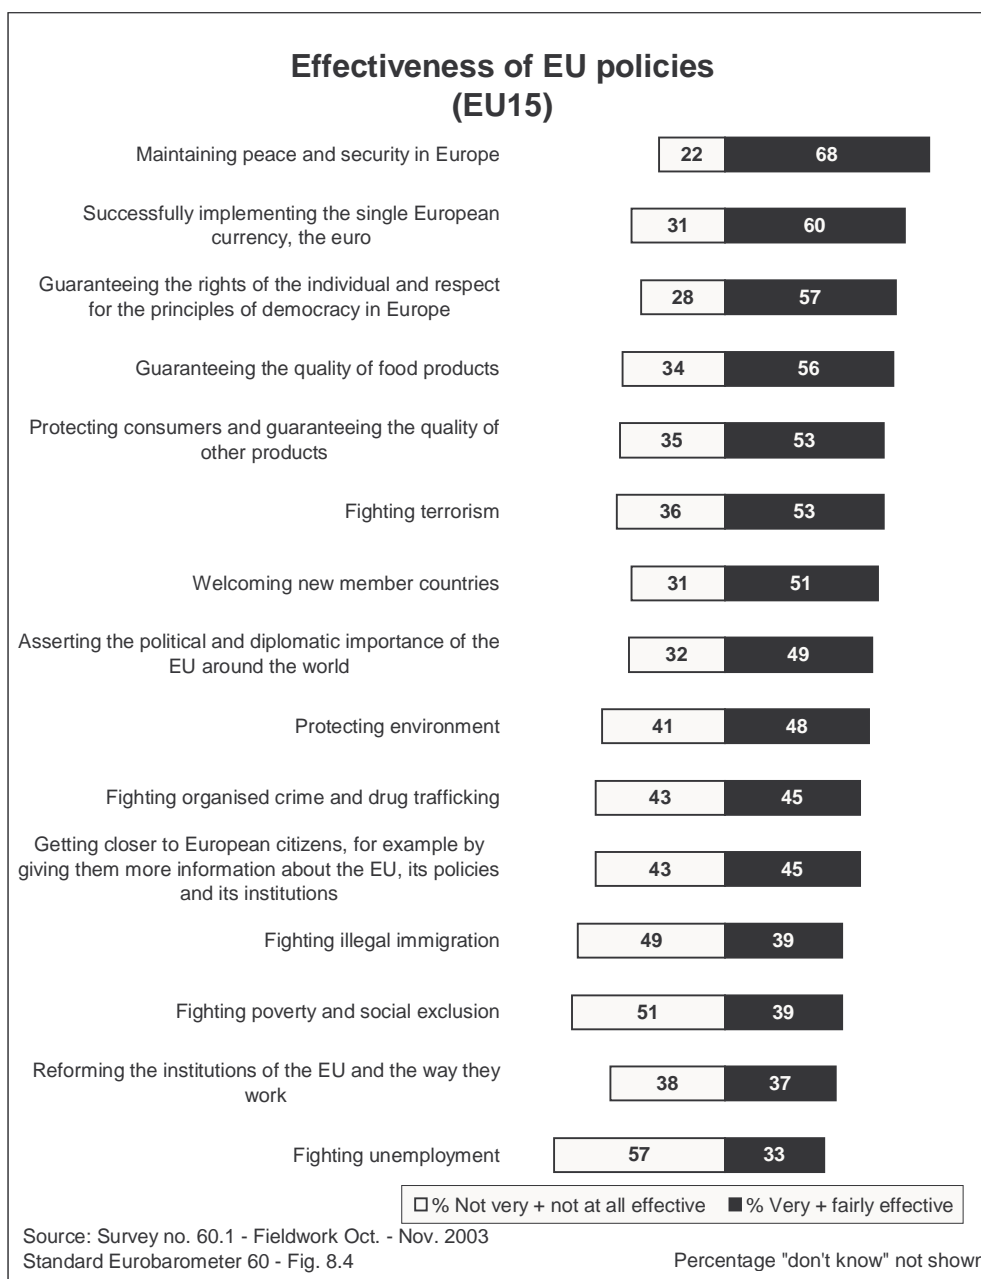 Effectiveness of EU policies
(EU15)
Maintaining peace and security in Europe
22 68
Successfully implementing the single European
currency, the euro
31 60
Guaranteeing the rights of the individual and respect
for the principles of democracy in Europe
28 57
Guaranteeing the quality of food products
34 56
Protecting consumers and guaranteeing the quality of
other products
35 53
Fighting terrorism
36 53
Welcoming new member countries
31 51
Asserting the political and diplomatic importance of the
EU around the world
32 49
Protecting environment
41 48
Fighting organised crime and drug trafficking
43 45
Getting closer to European citizens, for example by
giving them more information about the EU, its policies
and its institutions
43 45
Fighting illegal immigration
49 39
Fighting poverty and social exclusion
51 39
Reforming the institutions of the EU and the way they
work
38 37
Fighting unemployment
57 33
% Not very + not at all effective % Very + fairly effective
Source: Survey no. 60.1 - Fieldwork Oct. - Nov. 2003
Standard Eurobarometer 60 - Fig. 8.4
Percentage "don't know" not shown